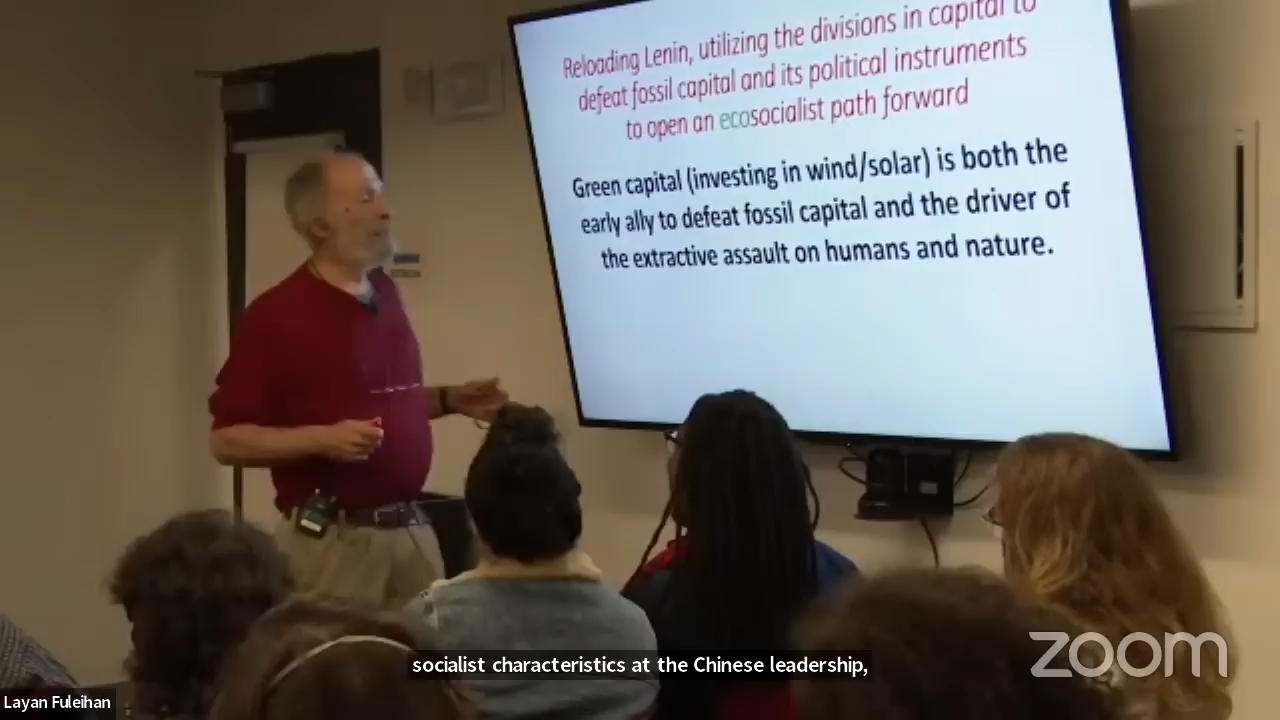 Reloading Lenin, utilizing the divisions in capital to
defeat fossil capital and its political instruments
to open an ecosocialist path forward
Green capital (investing in wind/solar) is both the
early ally to defeat fossil capital and the driver of
the extractive assault on humans and nature.
zoom
socialist characteristics at the Chinese leadership,
Layan Fuleihan